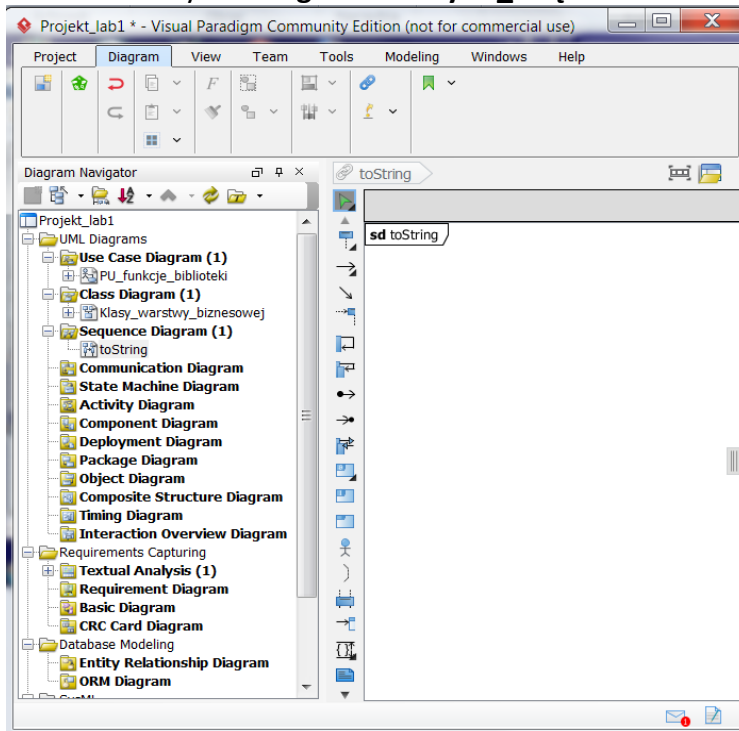 Projekt_lab1 * - Visual Paradigm Community Edition (not for commercial use)
Project Diagram View Team Tools Modeling Windows Help
Diagram Navigator
toString
Projekt_lab1
UML Diagrams
Use Case Diagram (1)
PU_funkcje_biblioteki
Class Diagram (1)
Klasy_warstwy_biznesowej
Sequence Diagram (1)
toString
Communication Diagram
State Machine Diagram
Activity Diagram
Component Diagram
Deployment Diagram
Package Diagram
Object Diagram
Composite Structure Diagram
Timing Diagram
Interaction Overview Diagram
Requirements Capturing
Textual Analysis (1)
Requirement Diagram
Basic Diagram
CRC Card Diagram
Database Modeling
Entity Relationship Diagram
ORM Diagram
sd toString